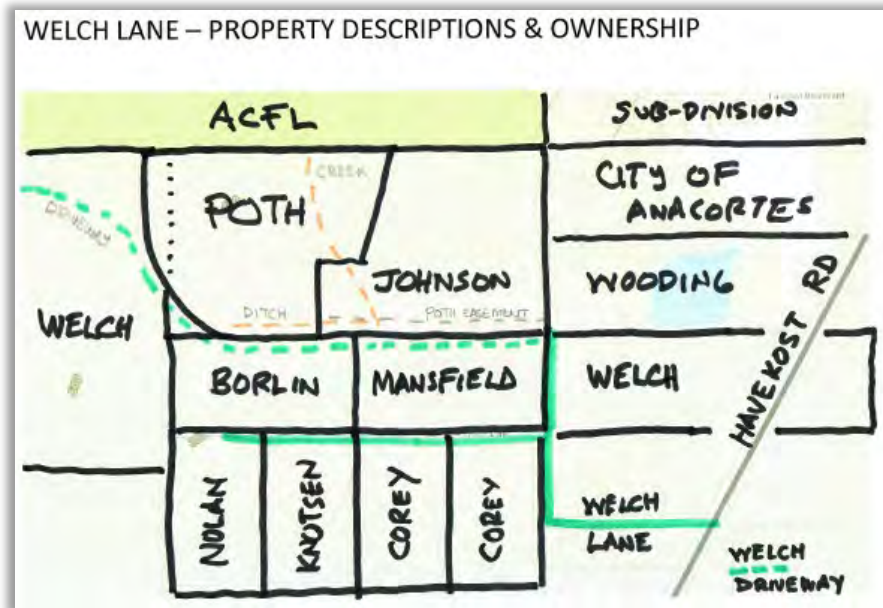 WELCH LANE – PROPERTY DESCRIPTIONS & OWNERSHIP
ACFL
SUB-DIVISION
CREEK
CITY OF
ANACORTES
POTH
DRIVEWAY
JOHNSON
WOODING
HAVEKOST RD
DITCH
POTH EASEMENT
WELCH
BORLIN
MANSFIELD
WELCH
NOLAN
KNOTSEN
COREY
COREY
WELCH
LANE
WELCH
DRIVEWAY